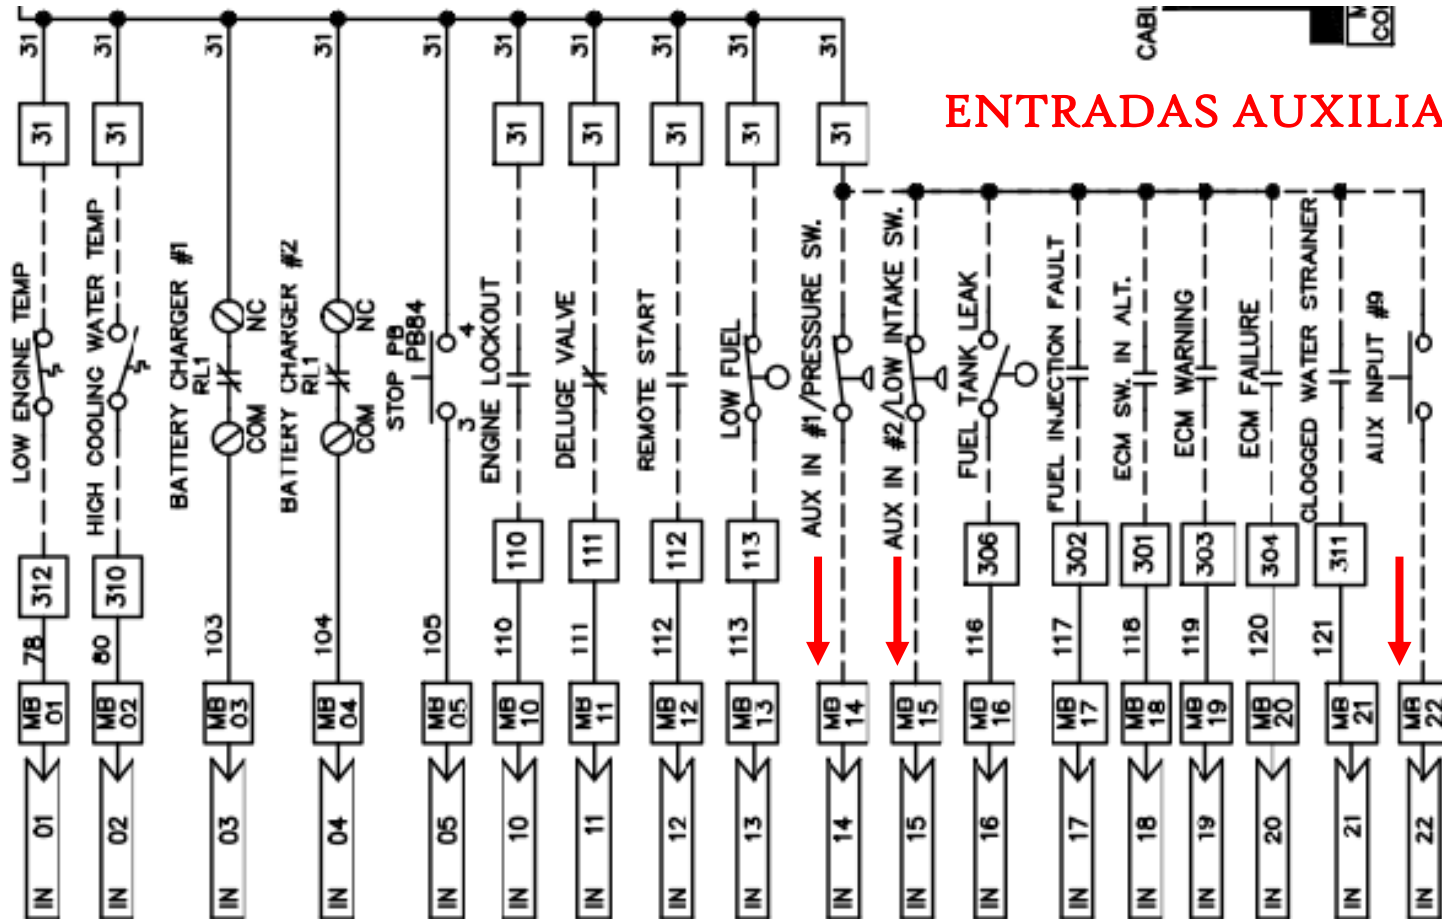 31 31 31 31 31 31 31 31 31 31
CABL
M
COI
ENTRADAS AUXILIA
31 31 31 31 31 31 31
LOW ENGINE TEMP
HIGH COOLING WATER TEMP
BATTERY CHARGER #1
RL1
NC
COM
BATTERY CHARGER #2
RL1
NC
COM
STOP PB
PB84
4
3
ENGINE LOCKOUT
DELUGE VALVE
REMOTE START
LOW FUEL
AUX IN #1/PRESSURE SW.
AUX IN #2/LOW INTAKE SW.
FUEL TANK LEAK
FUEL INJECTION FAULT
ECM SW. IN ALT.
ECM WARNING
ECM FAILURE
CLOGGED WATER STRAINER
AUX INPUT #9
312 310 110 111 112 113 306 302 301 303 304 311
78 80 103 104 105 110 111 112 113 116 117 118 119 120 121
MB 01
MB 02
MB 03
MB 04
MB 05
MB 10
MB 11
MB 12
MB 13
MB 14
MB 15
MB 16
MB 17
MB 18
MB 19
MB 20
MB 21
MB 22
IN 01
IN 02
IN 03
IN 04
IN 05
IN 10
IN 11
IN 12
IN 13
IN 14
IN 15
IN 16
IN 17
IN 18
IN 19
IN 20
IN 21
IN 22